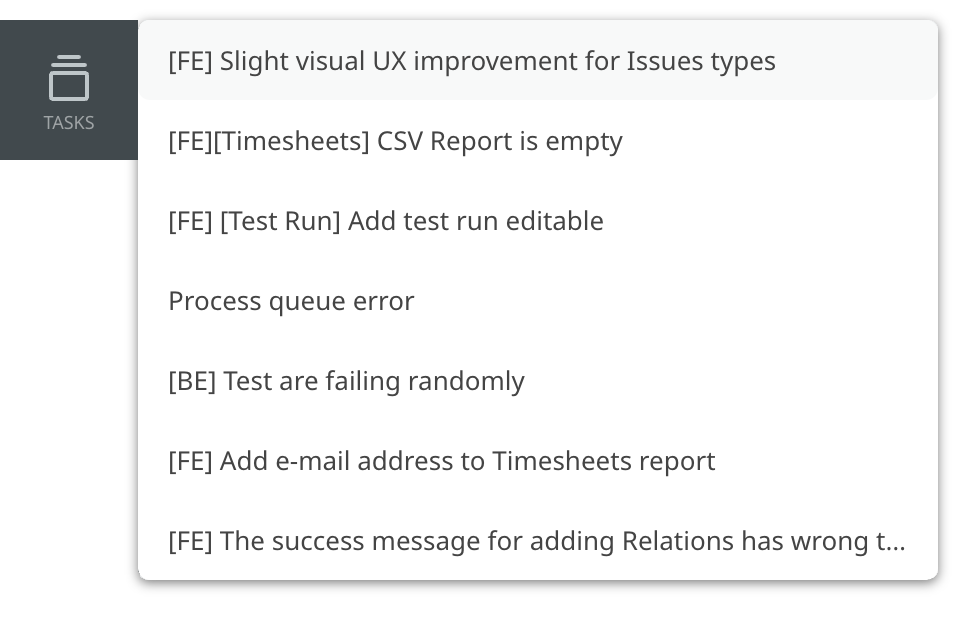 TASKS
[FE] Slight visual UX improvement for Issues types
[FE][Timesheets] CSV Report is empty
[FE] [Test Run] Add test run editable
Process queue error
[BE] Test are failing randomly
[FE] Add e-mail address to Timesheets report
[FE] The success message for adding Relations has wrong t...